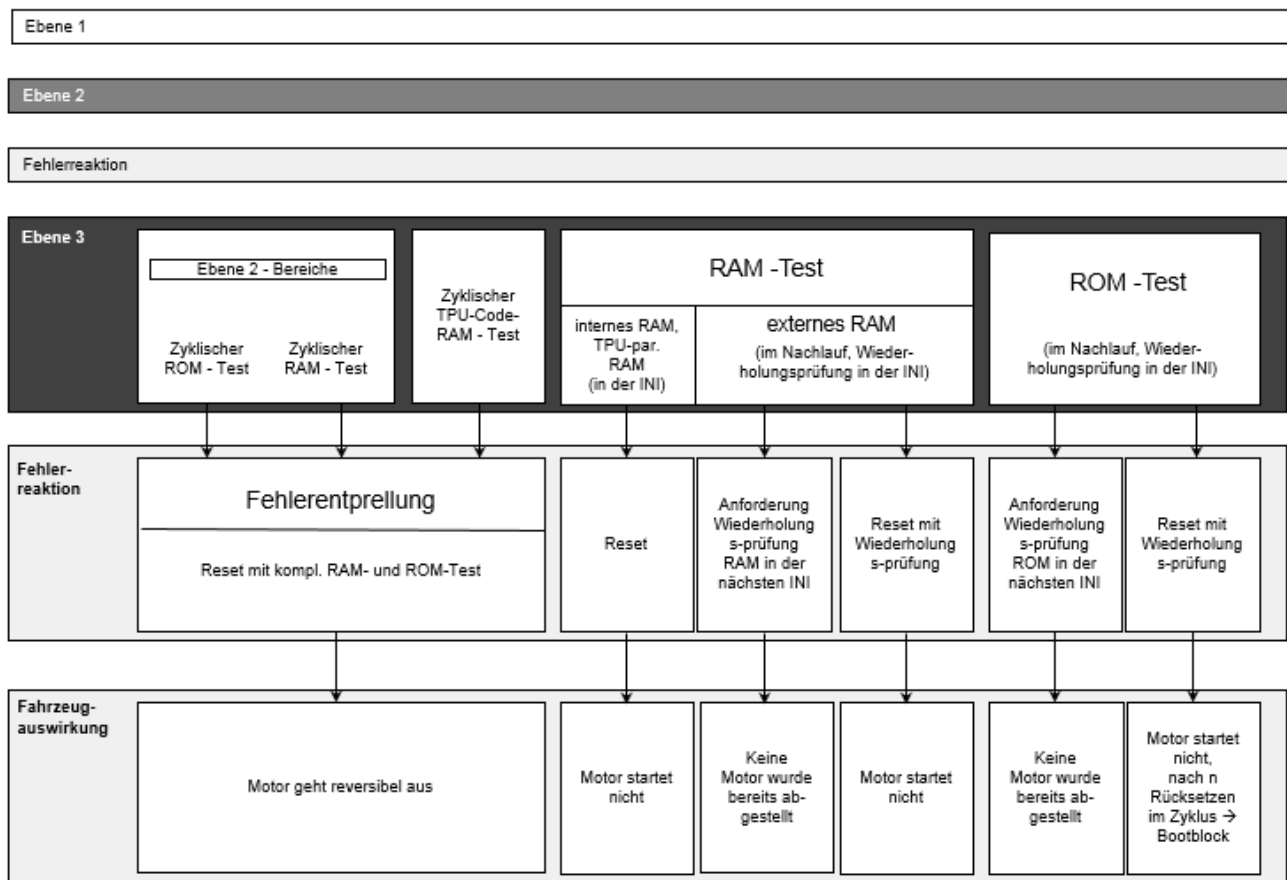 Ebene 1
Ebene 2
Fehlerreaktion
Ebene 3
Ebene 2 - Bereiche
Zyklischer
ROM - Test
Zyklischer
RAM - Test
Zyklischer
TPU-Code-
RAM - Test
RAM -Test
internes RAM,
TPU-par.
RAM
(in der INI)
externes RAM
(im Nachlauf, Wieder-
holungsprüfung in der INI)
ROM -Test
(im Nachlauf, Wieder-
holungsprüfung in der INI)
Fehler-
reaktion
Fehlerentprellung
Reset mit kompl. RAM- und ROM-Test
Reset
Anforderung
Wiederholung
s-prüfung
RAM in der
nächsten INI
Reset mit
Wiederholung
s-prüfung
Anforderung
Wiederholung
s-prüfung
ROM in der
nächsten INI
Reset mit
Wiederholung
s-prüfung
Fahrzeug-
auswirkung
Motor geht reversibel aus
Motor startet
nicht
Keine
Motor wurde
bereits ab-
gestellt
Motor startet
nicht
Keine
Motor wurde
bereits ab-
gestellt
Motor startet
nicht,
nach n
Rücksetzen
im Zyklus →
Bootblock